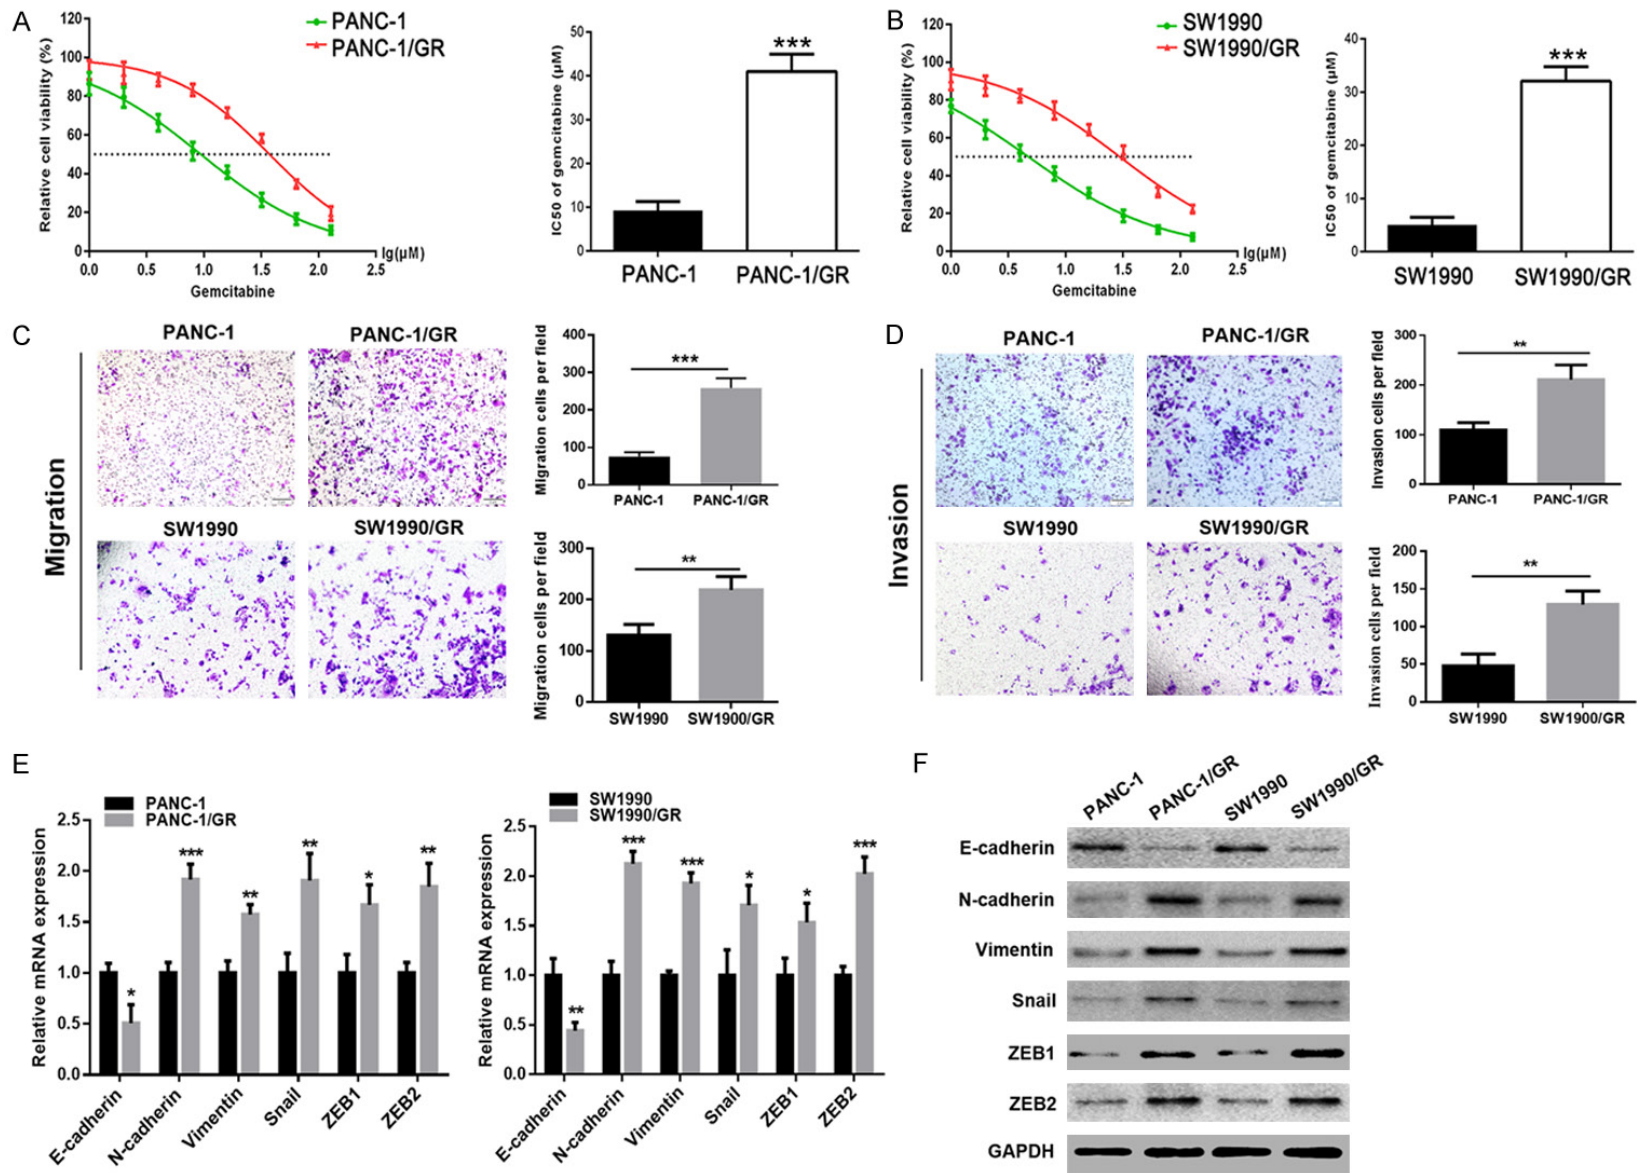 A
PANC-1
PANC-1/GR
Relative cell viability (%)
120
100
80
60
40
20
0
0.0 0.5 1.0 1.5 2.0 2.5
lg(μM)
Gemcitabine
IC50 of gemcitabine (μM)
50
40
30
20
10
0
***
PANC-1 PANC-1/GR
B
SW1990
SW1990/GR
Relative cell viability (%)
120
100
80
60
40
20
0
0.0 0.5 1.0 1.5 2.0 2.5
lg(μM)
Gemcitabine
IC50 of gemcitabine (μM)
40
30
20
10
0
***
SW1990 SW1990/GR
C
Migration
PANC-1 PANC-1/GR
SW1990 SW1990/GR
Migration cells per field
400
300
200
100
0
***
PANC-1 PANC-1/GR
Migration cells per field
300
200
100
0
**
SW1990 SW1900/GR
D
Invasion
PANC-1 PANC-1/GR
SW1990 SW1990/GR
Invasion cells per field
300
200
100
0
**
PANC-1 PANC-1/GR
Invasion cells per field
200
150
100
50
0
**
SW1990 SW1900/GR
E
PANC-1
PANC-1/GR
Relative mRNA expression
2.5
2.0
1.5
1.0
0.5
0.0
* *** ** ** * **
E-cadherin N-cadherin Vimentin Snail ZEB1 ZEB2
SW1990
SW1990/GR
Relative mRNA expression
2.5
2.0
1.5
1.0
0.5
0.0
** *** *** * * ***
E-cadherin N-cadherin Vimentin Snail ZEB1 ZEB2
F
PANC-1 PANC-1/GR SW1990 SW1990/GR
E-cadherin
N-cadherin
Vimentin
Snail
ZEB1
ZEB2
GAPDH